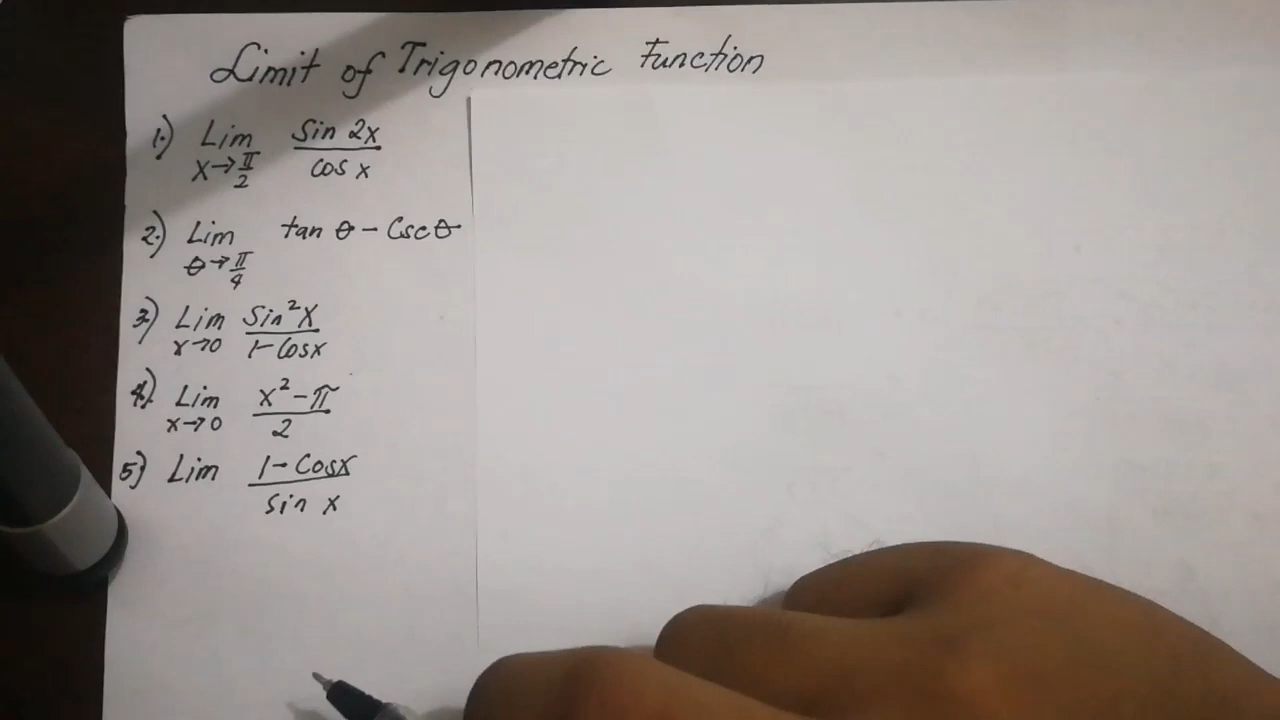 Limit of Trigonometric Function
1.) Lim x→π/2 sin 2x / cos x
2.) Lim θ→π/4 tan θ - Csc θ
3.) Lim x→0 Sin²x / 1-Cosx
4.) Lim x→0 x²-π / 2
5.) Lim 1-Cosx / sin x